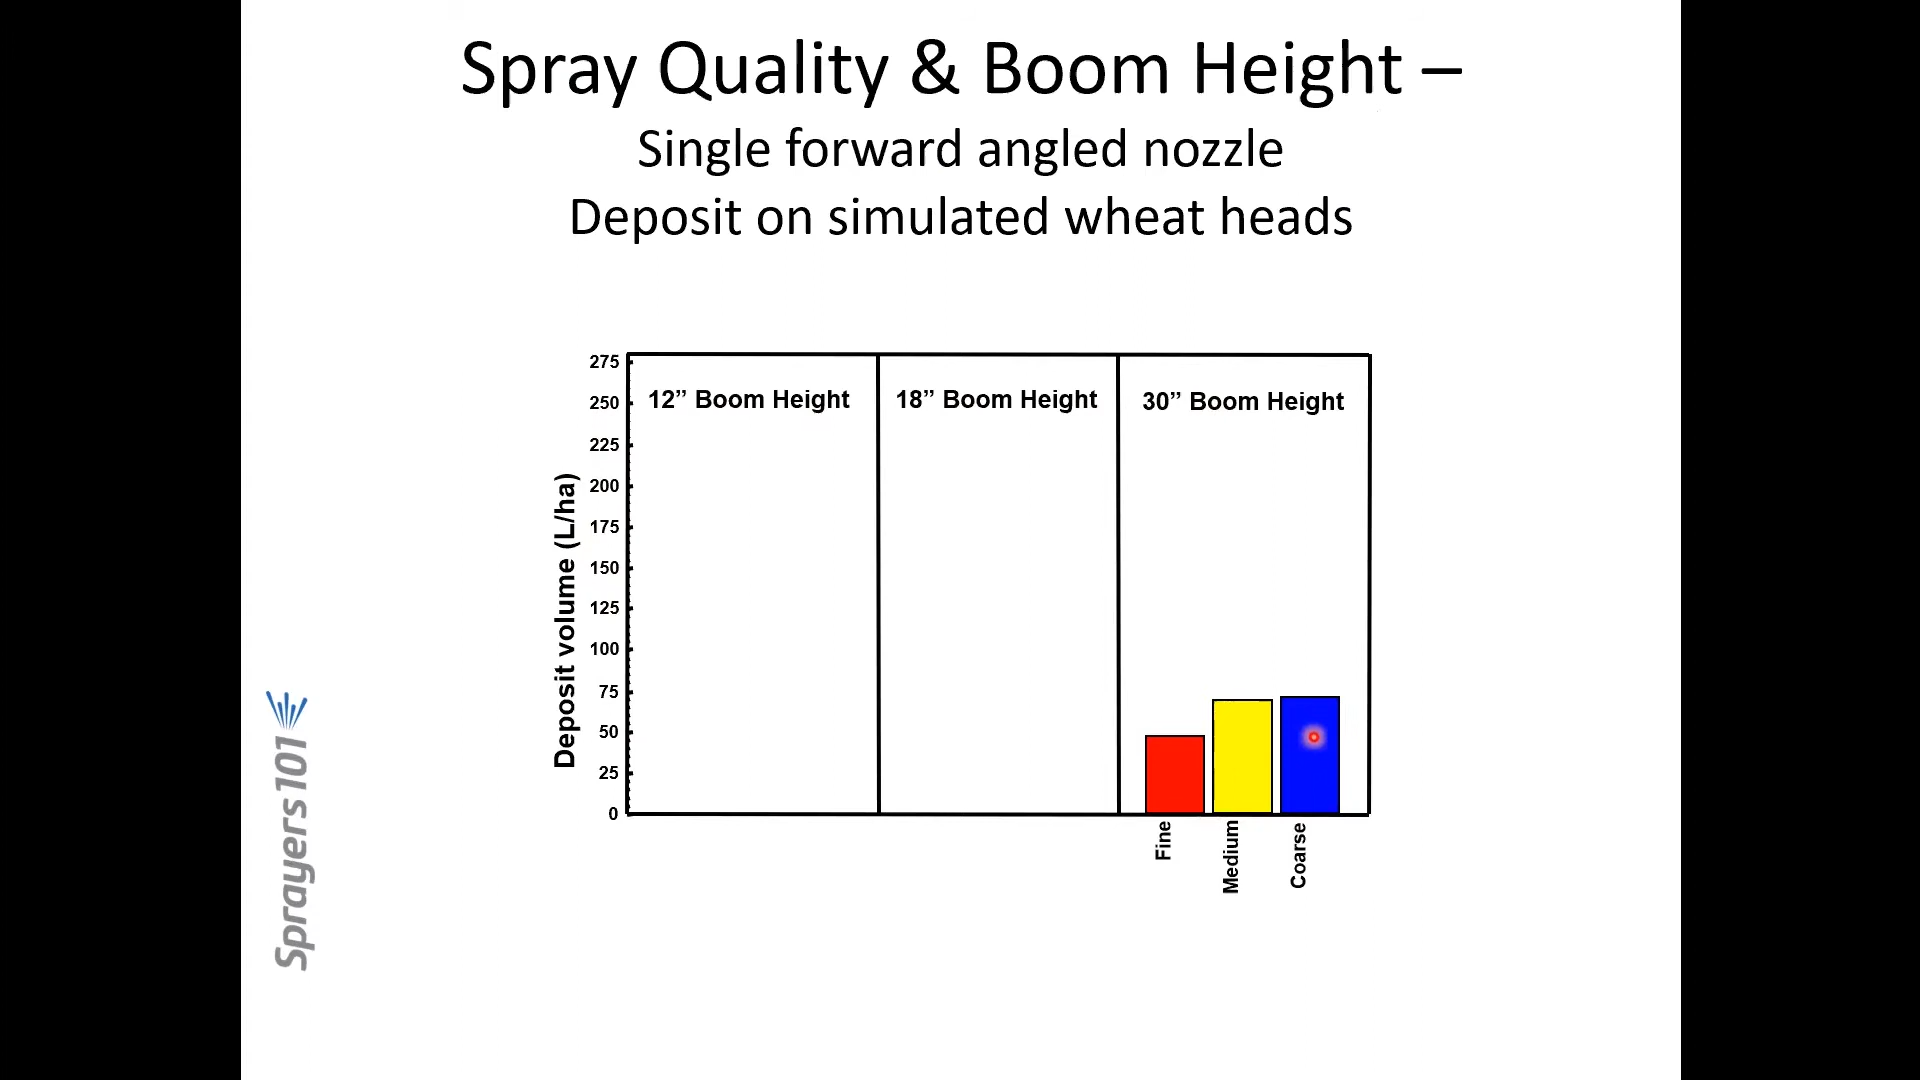 Spray Quality & Boom Height –
Single forward angled nozzle
Deposit on simulated wheat heads
12” Boom Height
18” Boom Height
30” Boom Height
Deposit volume (L/ha)
275
250
225
200
175
150
125
100
75
50
25
0
Fine
Medium
Coarse
Sprayers101